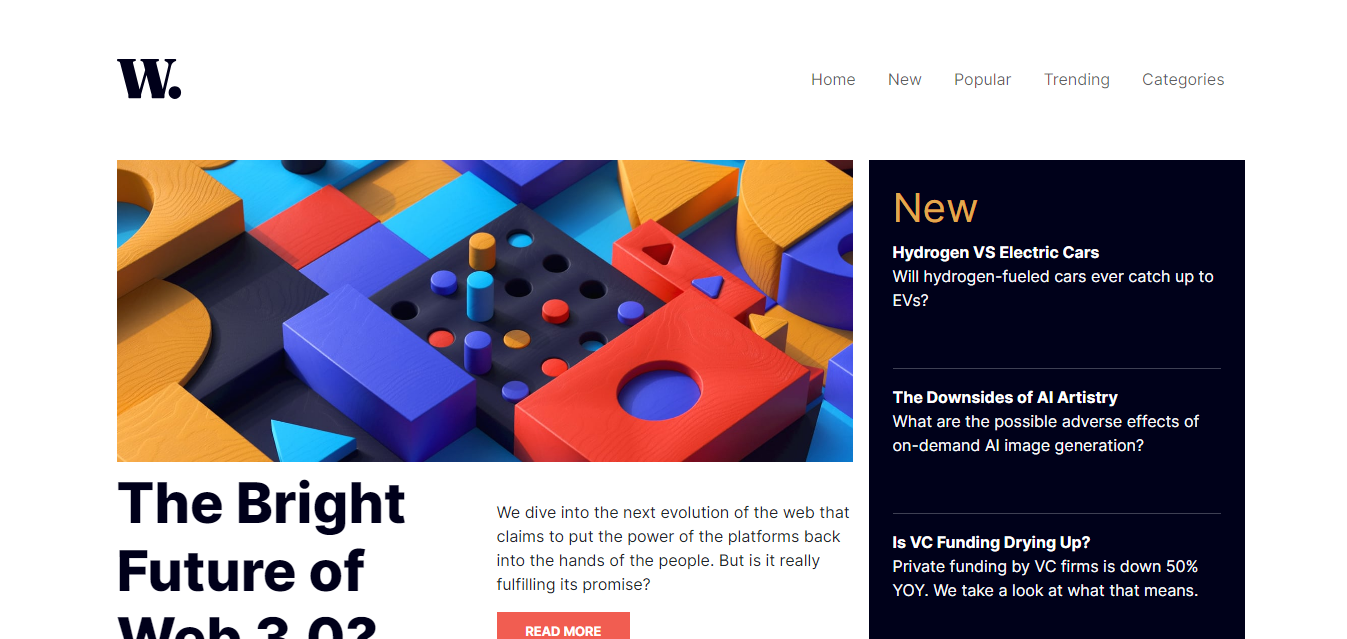 W.
Home New Popular Trending Categories
The Bright
Future of
Web 3.0?
We dive into the next evolution of the web that
claims to put the power of the platforms back
into the hands of the people. But is it really
fulfilling its promise?
READ MORE
New
Hydrogen VS Electric Cars
Will hydrogen-fueled cars ever catch up to
EVs?
The Downsides of AI Artistry
What are the possible adverse effects of
on-demand AI image generation?
Is VC Funding Drying Up?
Private funding by VC firms is down 50%
YOY. We take a look at what that means.